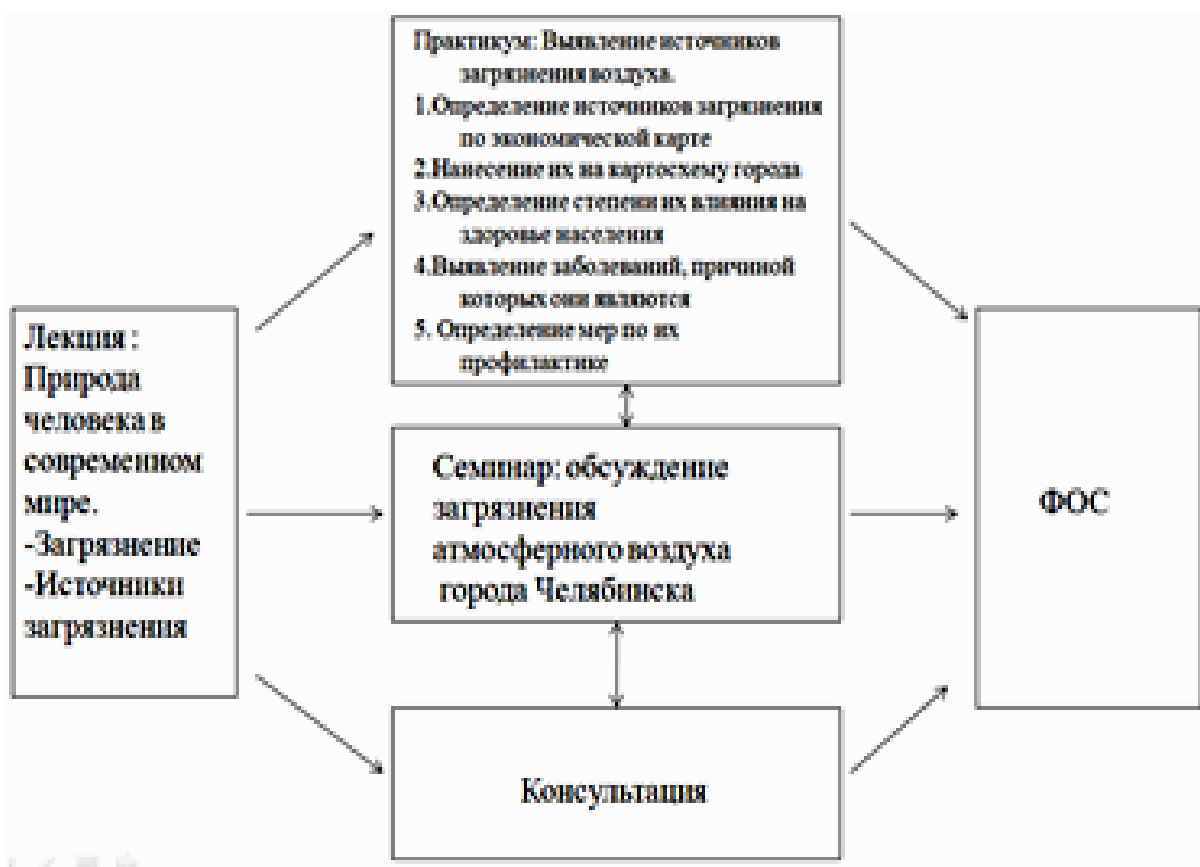 Практикум: Выявление источников
загрязнения воздуха.
1.Определение источников загрязнения
по экономической карте
2.Нанесение их на картосхему города
3.Определение степени их влияния на
здоровье населения
4.Выявление заболеваний, причиной
которых они являются
5. Определение мер по их
профилактике
Лекция :
Природа
человека в
современном
мире.
-Загрязнение
-Источники
загрязнения
Семинар: обсуждение
загрязнения
атмосферного воздуха
города Челябинска
ФОС
Консультация